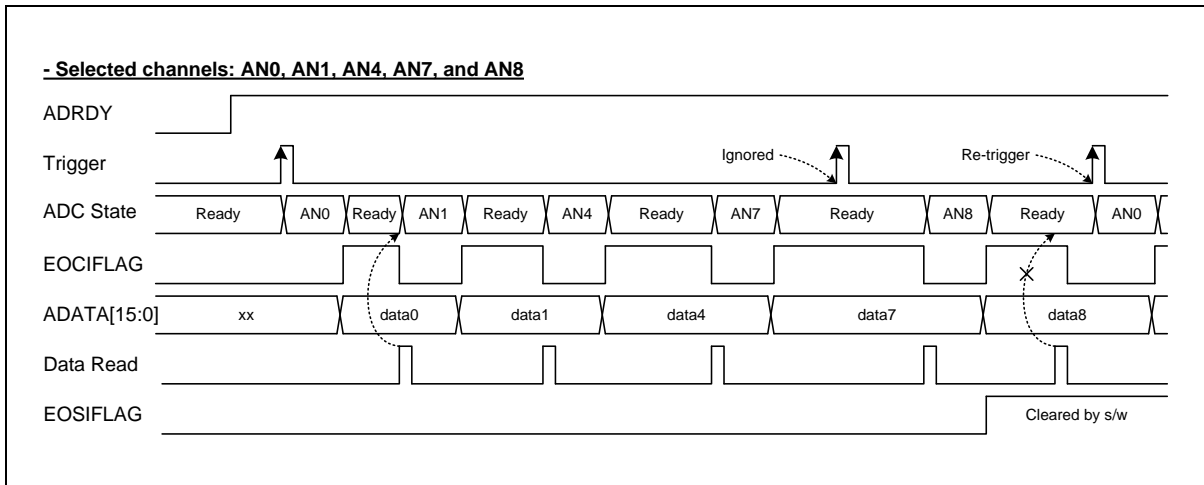 - Selected channels: AN0, AN1, AN4, AN7, and AN8
ADRDY
Trigger
Ignored
Re-trigger
ADC State
Ready AN0 Ready AN1 Ready AN4 Ready AN7 Ready AN8 Ready AN0
EOCIFLAG
ADATA[15:0]
xx data0 data1 data4 data7 data8
Data Read
EOSIFLAG
Cleared by s/w